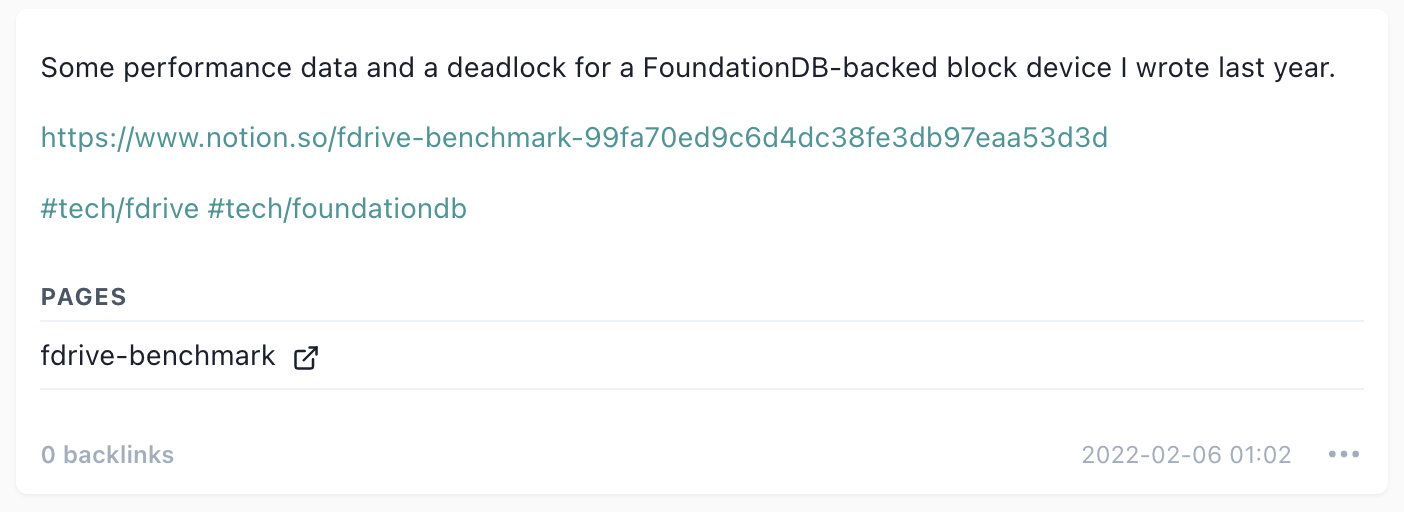 Some performance data and a deadlock for a FoundationDB-backed block device I wrote last year.
https://www.notion.so/fdrive-benchmark-99fa70ed9c6d4dc38fe3db97eaa53d3d
#tech/fdrive #tech/foundationdb
PAGES
fdrive-benchmark
0 backlinks 2022-02-06 01:02